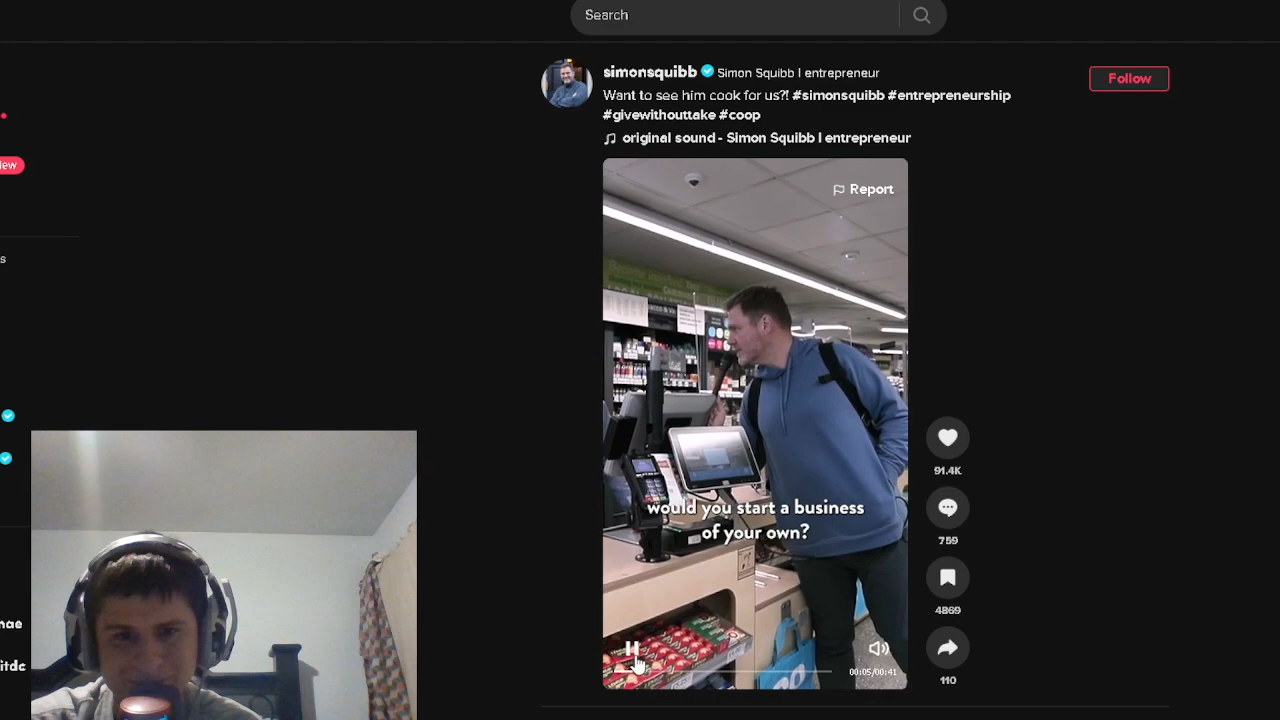 Search
simonsquibb Simon Squibb I entrepreneur
Follow
Want to see him cook for us?! #simonsquibb #entrepreneurship
#givewithouttake #coop
original sound - Simon Squibb I entrepreneur
Report
would you start a business
of your own?
91.4K
759
4869
110
00:05/00:41